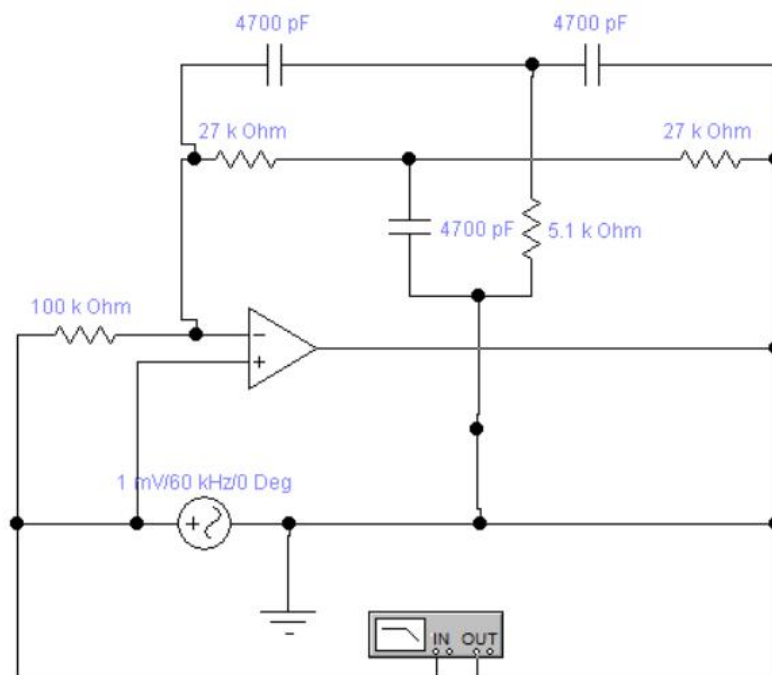 4700 pF 4700 pF
27 k Ohm 27 k Ohm
4700 pF 5.1 k Ohm
100 k Ohm
1 mV/60 kHz/0 Deg
IN OUT